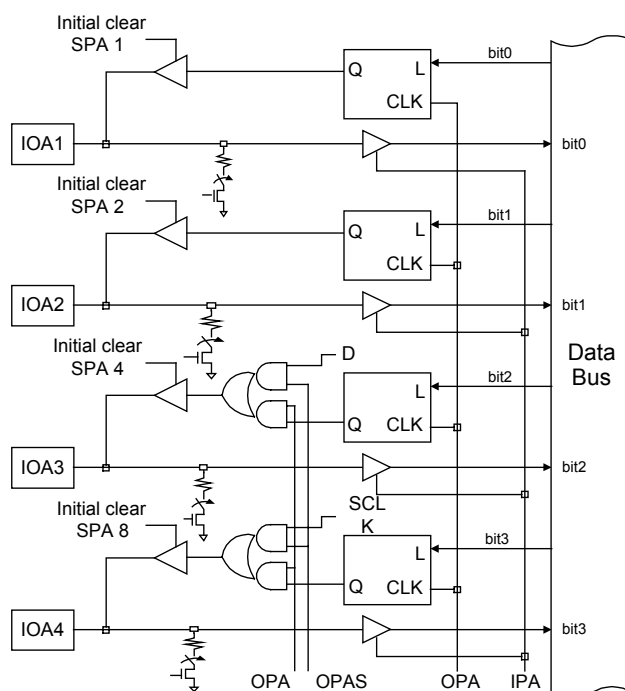 Initial clear
SPA 1
Q
L
CLK
bit0
IOA1
bit0
Initial clear
SPA 2
Q
L
CLK
bit1
IOA2
bit1
Data
Bus
Initial clear
SPA 4
D
Q
L
CLK
bit2
IOA3
bit2
Initial clear
SPA 8
SCL
K
Q
L
CLK
bit3
IOA4
bit3
OPA
OPAS
OPA
IPA